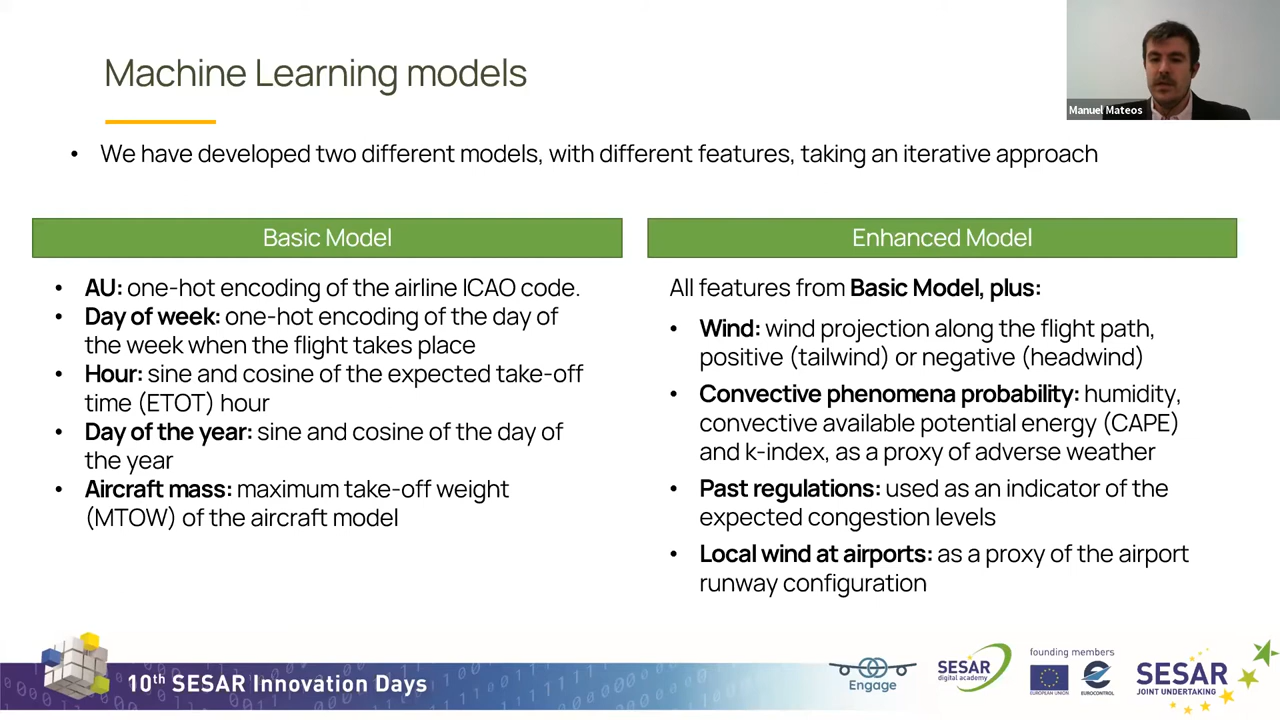 Machine Learning models
Manuel Mateos
• We have developed two different models, with different features, taking an iterative approach
Basic Model
• AU: one-hot encoding of the airline ICAO code.
• Day of week: one-hot encoding of the day of
the week when the flight takes place
• Hour: sine and cosine of the expected take-off
time (ETOT) hour
• Day of the year: sine and cosine of the day of
the year
• Aircraft mass: maximum take-off weight
(MTOW) of the aircraft model
Enhanced Model
All features from Basic Model, plus:
• Wind: wind projection along the flight path,
positive (tailwind) or negative (headwind)
• Convective phenomena probability: humidity,
convective available potential energy (CAPE)
and k-index, as a proxy of adverse weather
• Past regulations: used as an indicator of the
expected congestion levels
• Local wind at airports: as a proxy of the airport
runway configuration
10th SESAR Innovation Days
Engage
SESAR
digital academy
founding members
EUROPEAN UNION
EUROCONTROL
SESAR
JOINT UNDERTAKING